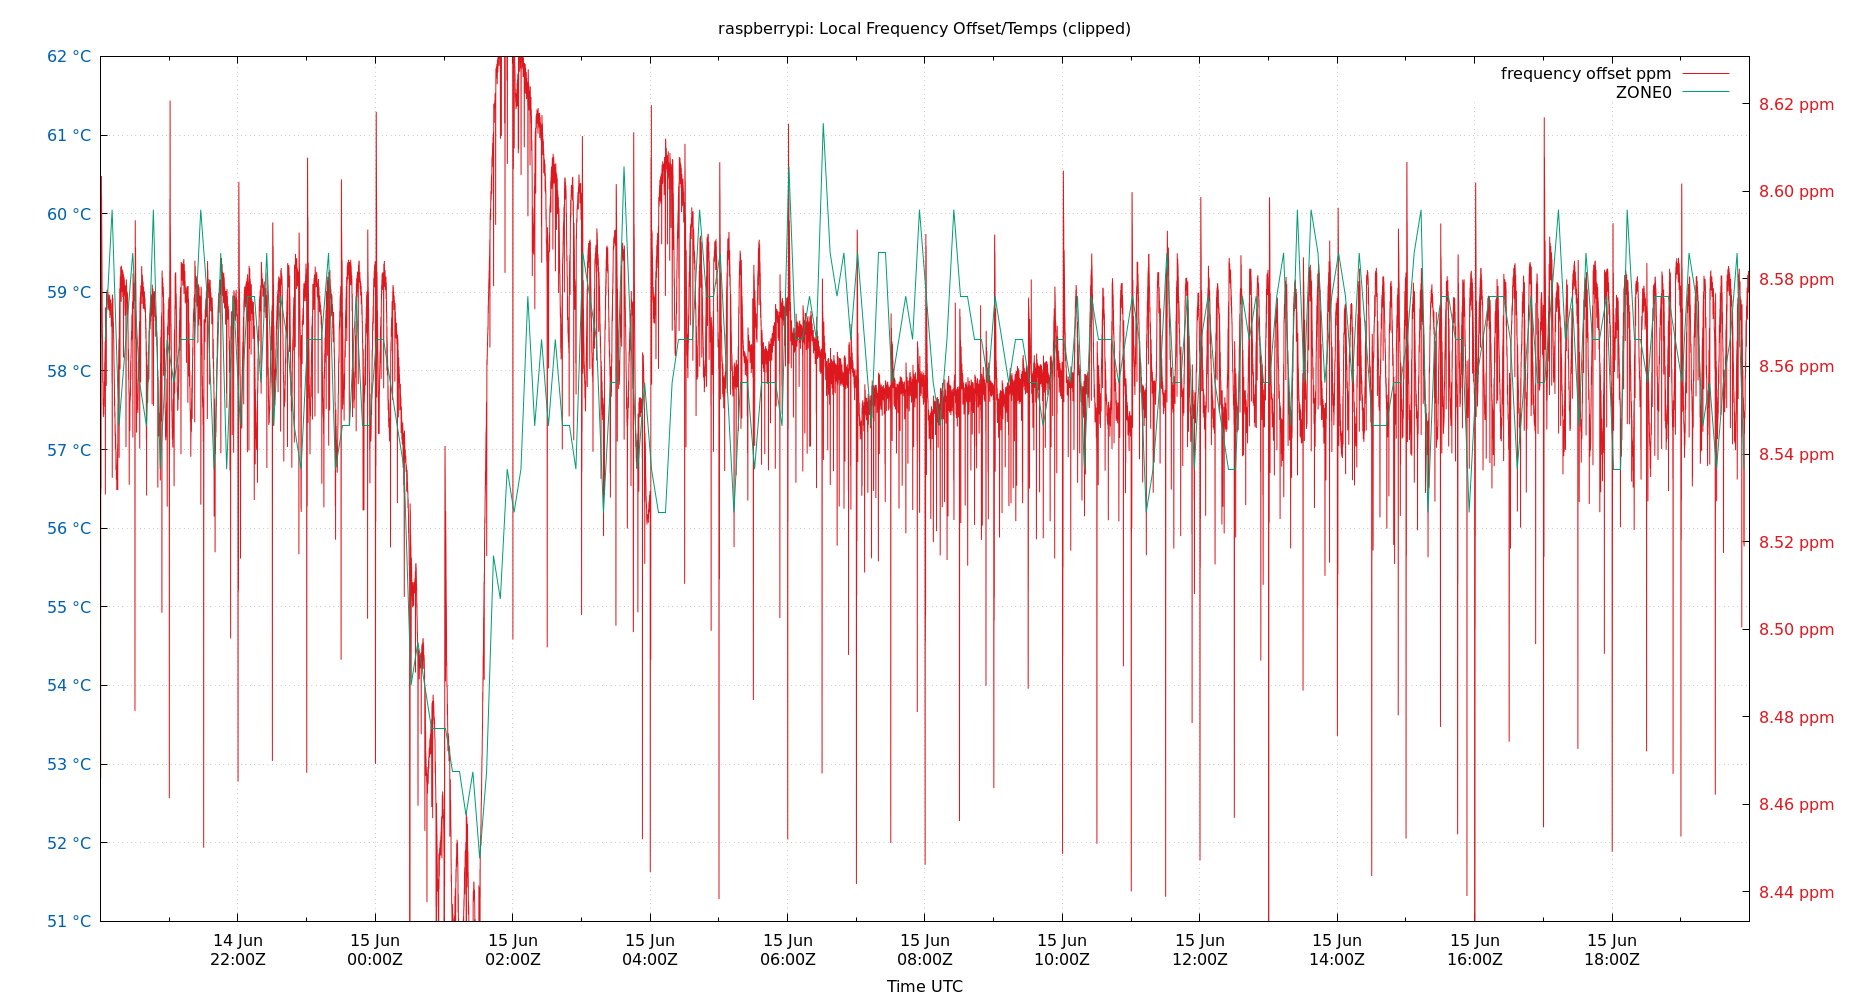 raspberrypi: Local Frequency Offset/Temps (clipped)
frequency offset ppm
ZONE0
62 °C
61 °C
60 °C
59 °C
58 °C
57 °C
56 °C
55 °C
54 °C
53 °C
52 °C
51 °C
8.62 ppm
8.60 ppm
8.58 ppm
8.56 ppm
8.54 ppm
8.52 ppm
8.50 ppm
8.48 ppm
8.46 ppm
8.44 ppm
14 Jun 15 Jun 15 Jun 15 Jun 15 Jun 15 Jun 15 Jun 15 Jun 15 Jun 15 Jun 15 Jun
22:00Z 00:00Z 02:00Z 04:00Z 06:00Z 08:00Z 10:00Z 12:00Z 14:00Z 16:00Z 18:00Z
Time UTC